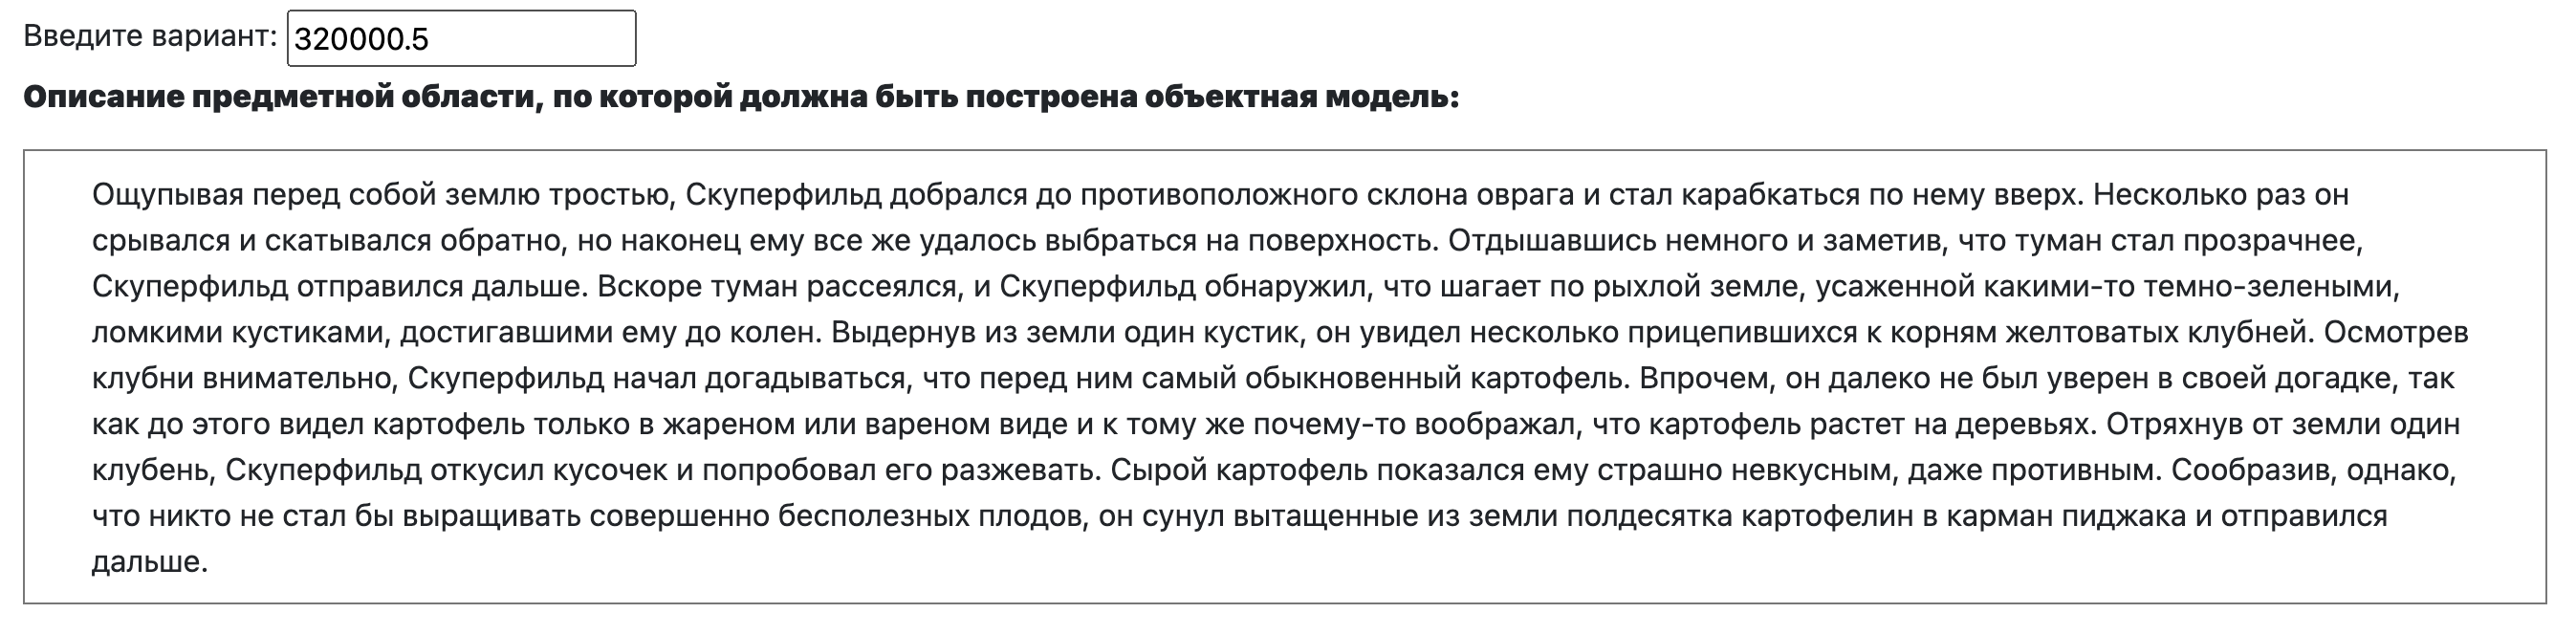 Введите вариант: 320000.5
Описание предметной области, по которой должна быть построена объектная модель:
Ощупывая перед собой землю тростью, Скуперфильд добрался до противоположного склона оврага и стал карабкаться по нему вверх. Несколько раз он
срывался и скатывался обратно, но наконец ему все же удалось выбраться на поверхность. Отдышавшись немного и заметив, что туман стал прозрачнее,
Скуперфильд отправился дальше. Вскоре туман рассеялся, и Скуперфильд обнаружил, что шагает по рыхлой земле, усаженной какими-то темно-зелеными,
ломкими кустиками, достигавшими ему до колен. Выдернув из земли один кустик, он увидел несколько прицепившихся к корням желтоватых клубней. Осмотрев
клубни внимательно, Скуперфильд начал догадываться, что перед ним самый обыкновенный картофель. Впрочем, он далеко не был уверен в своей догадке, так
как до этого видел картофель только в жареном или вареном виде и к тому же почему-то воображал, что картофель растет на деревьях. Отряхнув от земли один
клубень, Скуперфильд откусил кусочек и попробовал его разжевать. Сырой картофель показался ему страшно невкусным, даже противным. Сообразив, однако,
что никто не стал бы выращивать совершенно бесполезных плодов, он сунул вытащенные из земли полдесятка картофелин в карман пиджака и отправился
дальше.